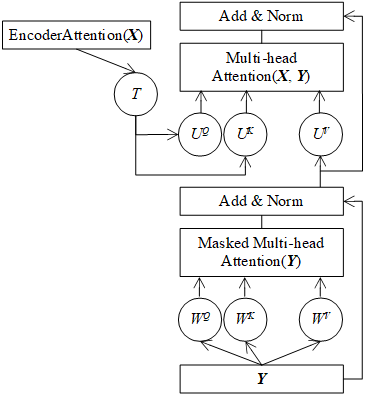 Add & Norm
EncoderAttention(X)
Multi-head
Attention(X, Y)
T
U^Q U^K U^V
Add & Norm
Masked Multi-head
Attention(Y)
W^Q W^K W^V
Y